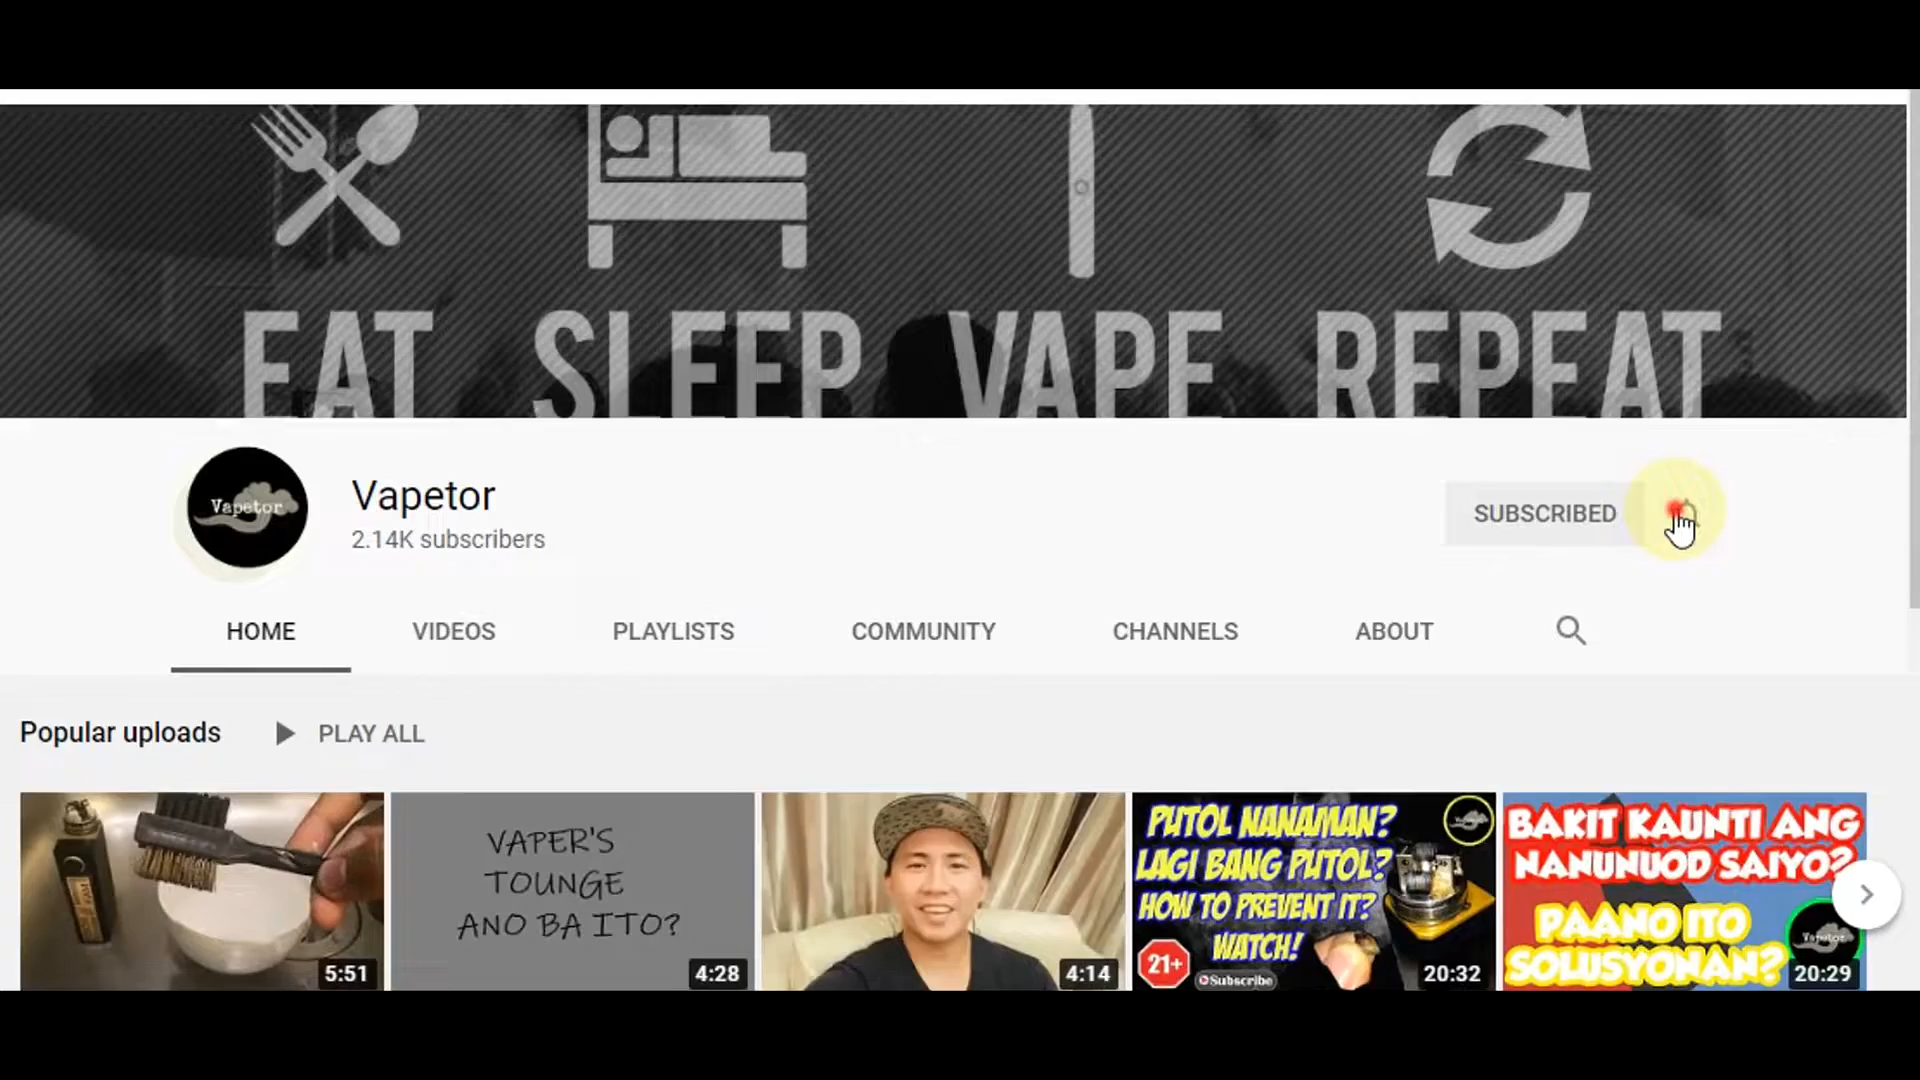 EAT SLEEP VAPE REPEAT
Vapetor
Vapetor
2.14K subscribers
SUBSCRIBED
HOME VIDEOS PLAYLISTS COMMUNITY CHANNELS ABOUT
Popular uploads PLAY ALL
5:51
VAPER'S
TOUNGE
ANO BA ITO?
4:28
4:14
PUTOL NANAMAN?
LAGI BANG PUTOL?
HOW TO PREVENT IT?
WATCH!
21+
Subscribe
20:32
BAKIT KAUNTI ANG
NANUNUOD SAIYO?
PAANO ITO
SOLUSYONAN?
Vapetor
20:29